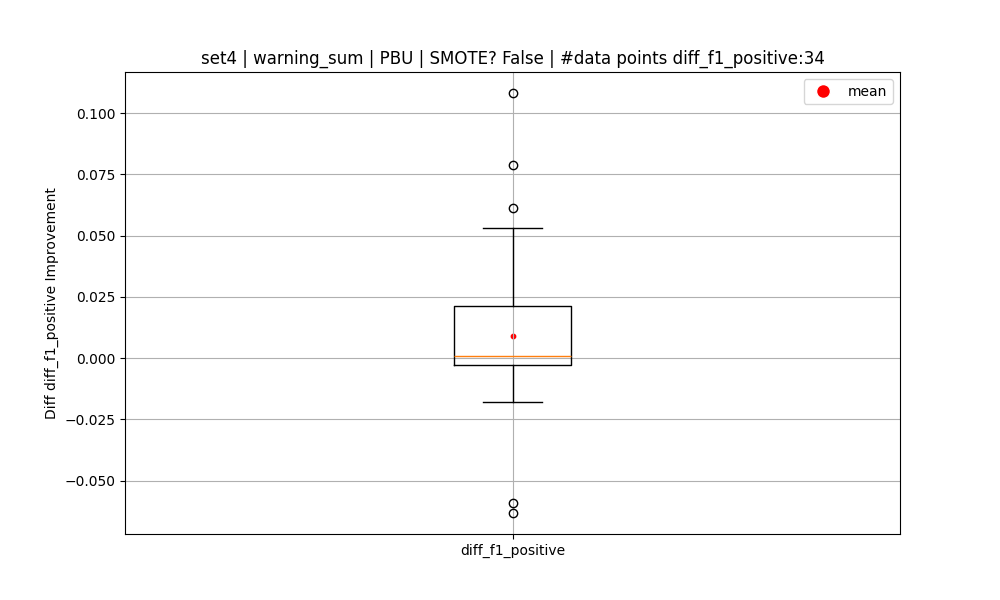 set4 | warning_sum | PBU | SMOTE? False | #data points diff_f1_positive:34
mean
0.100
0.075
0.050
0.025
0.000
−0.025
−0.050
Diff diff_f1_positive Improvement
diff_f1_positive